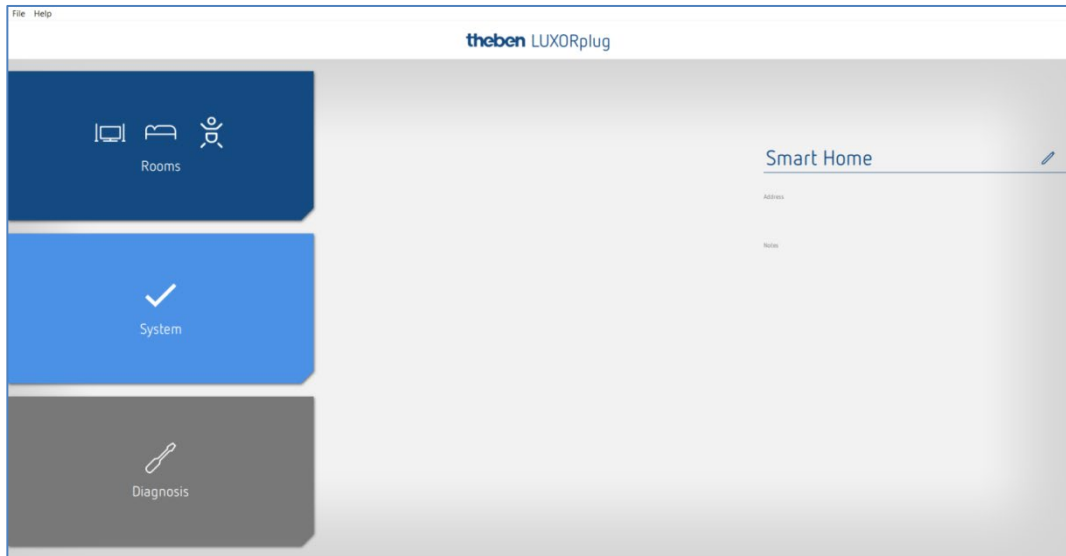 File Help
theben LUXORplug
Rooms
Smart Home
Address
Notes
System
Diagnosis